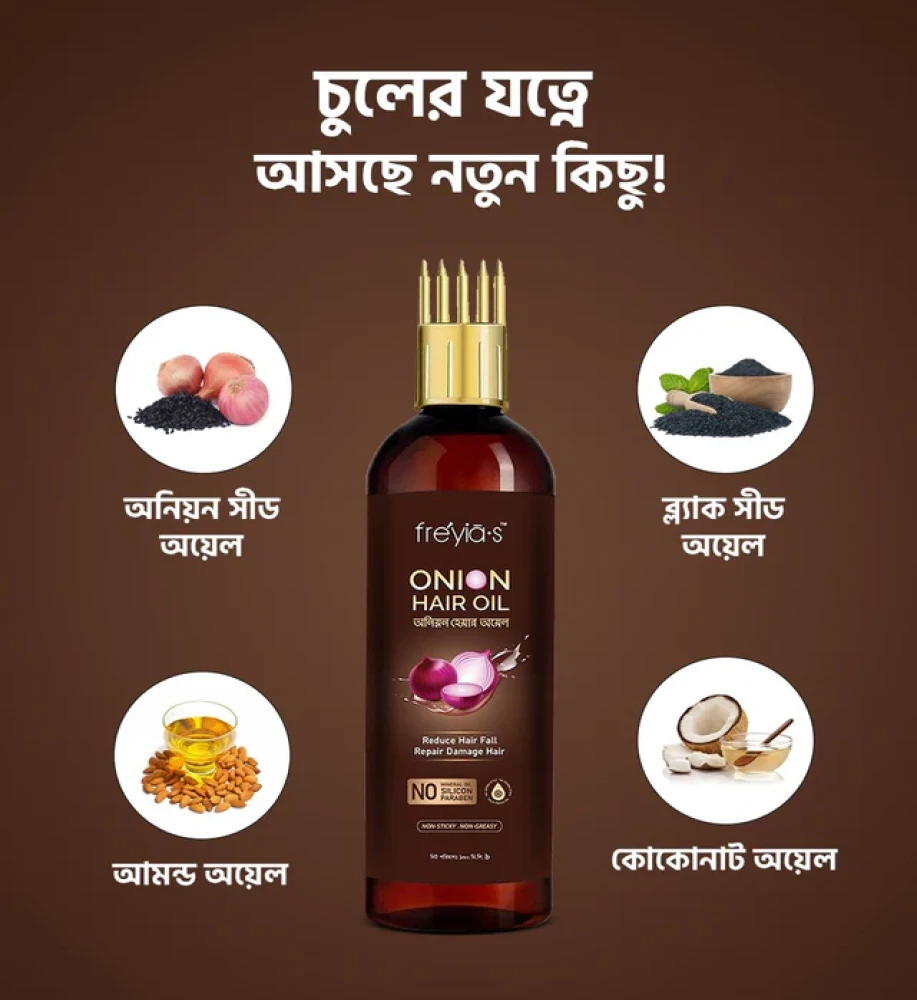 চুলের যত্নে
আসছে নতুন কিছু!
অনিয়ন সীড
অয়েল
ব্ল্যাক সীড
অয়েল
freyia·s™
ONION
HAIR OIL
অনিয়ন হেয়ার অয়েল
Reduce Hair Fall
Repair Damage Hair
NO
MINERAL OIL
SILICON
PARABEN
NON-STICKY . NON-GREASY
আমন্ড অয়েল
কোকোনাট অয়েল